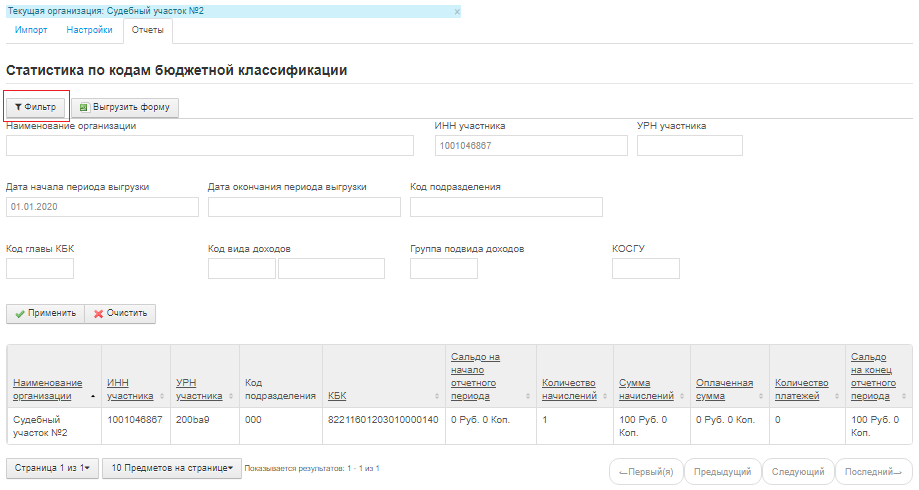 Текущая организация: Судебный участок №2 x
Импорт Настройки Отчеты
Статистика по кодам бюджетной классификации
Фильтр Выгрузить форму
Наименование организации ИНН участника УРН участника
1001046867
Дата начала периода выгрузки Дата окончания периода выгрузки Код подразделения
01.01.2020
Код главы КБК Код вида доходов Группа подвида доходов КОСГУ
Применить Очистить
Наименование организации ИНН участника УРН участника Код подразделения КБК Сальдо на начало отчетного периода Количество начислений Сумма начислений Оплаченная сумма Количество платежей Сальдо на конец отчетного периода
Судебный участок №2 1001046867 200ba9 000 82211601203010000140 0 Руб. 0 Коп. 1 100 Руб. 0 Коп. 0 Руб. 0 Коп. 0 100 Руб. 0 Коп.
Страница 1 из 1 10 Предметов на странице Показывается результатов: 1 - 1 из 1 ←Первый(я) Предыдущий Следующий Последний→